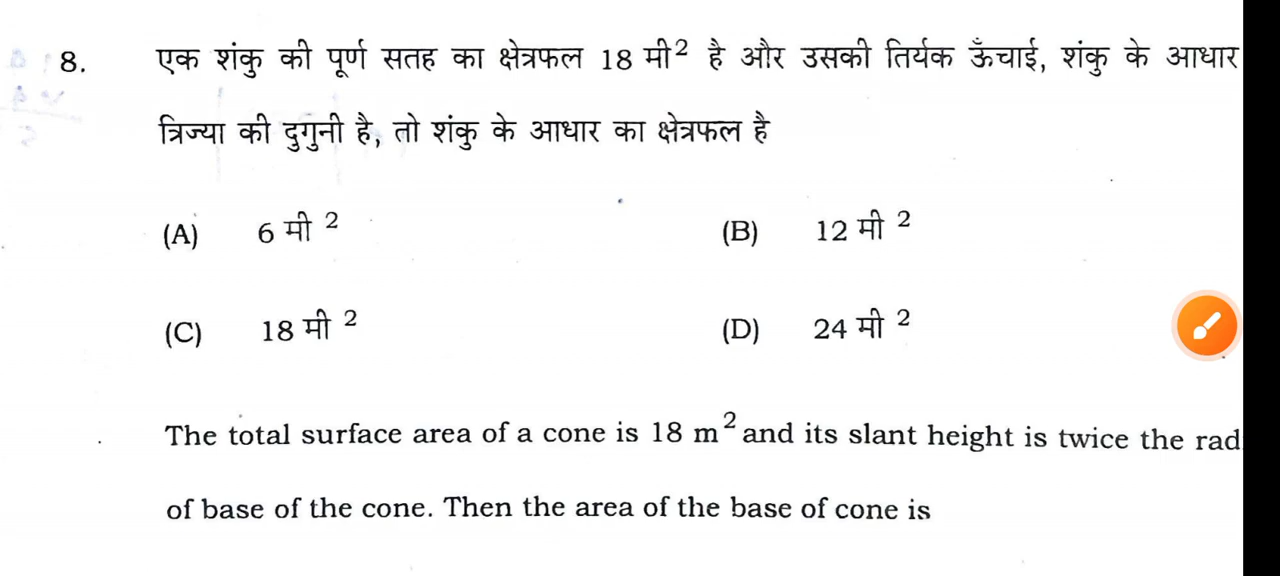 8. एक शंकु की पूर्ण सतह का क्षेत्रफल 18 मी² है और उसकी तिर्यक ऊँचाई, शंकु के आधार
त्रिज्या की दुगुनी है, तो शंकु के आधार का क्षेत्रफल है
(A) 6 मी ² (B) 12 मी ²
(C) 18 मी ² (D) 24 मी ²
The total surface area of a cone is 18 m² and its slant height is twice the rad
of base of the cone. Then the area of the base of cone is